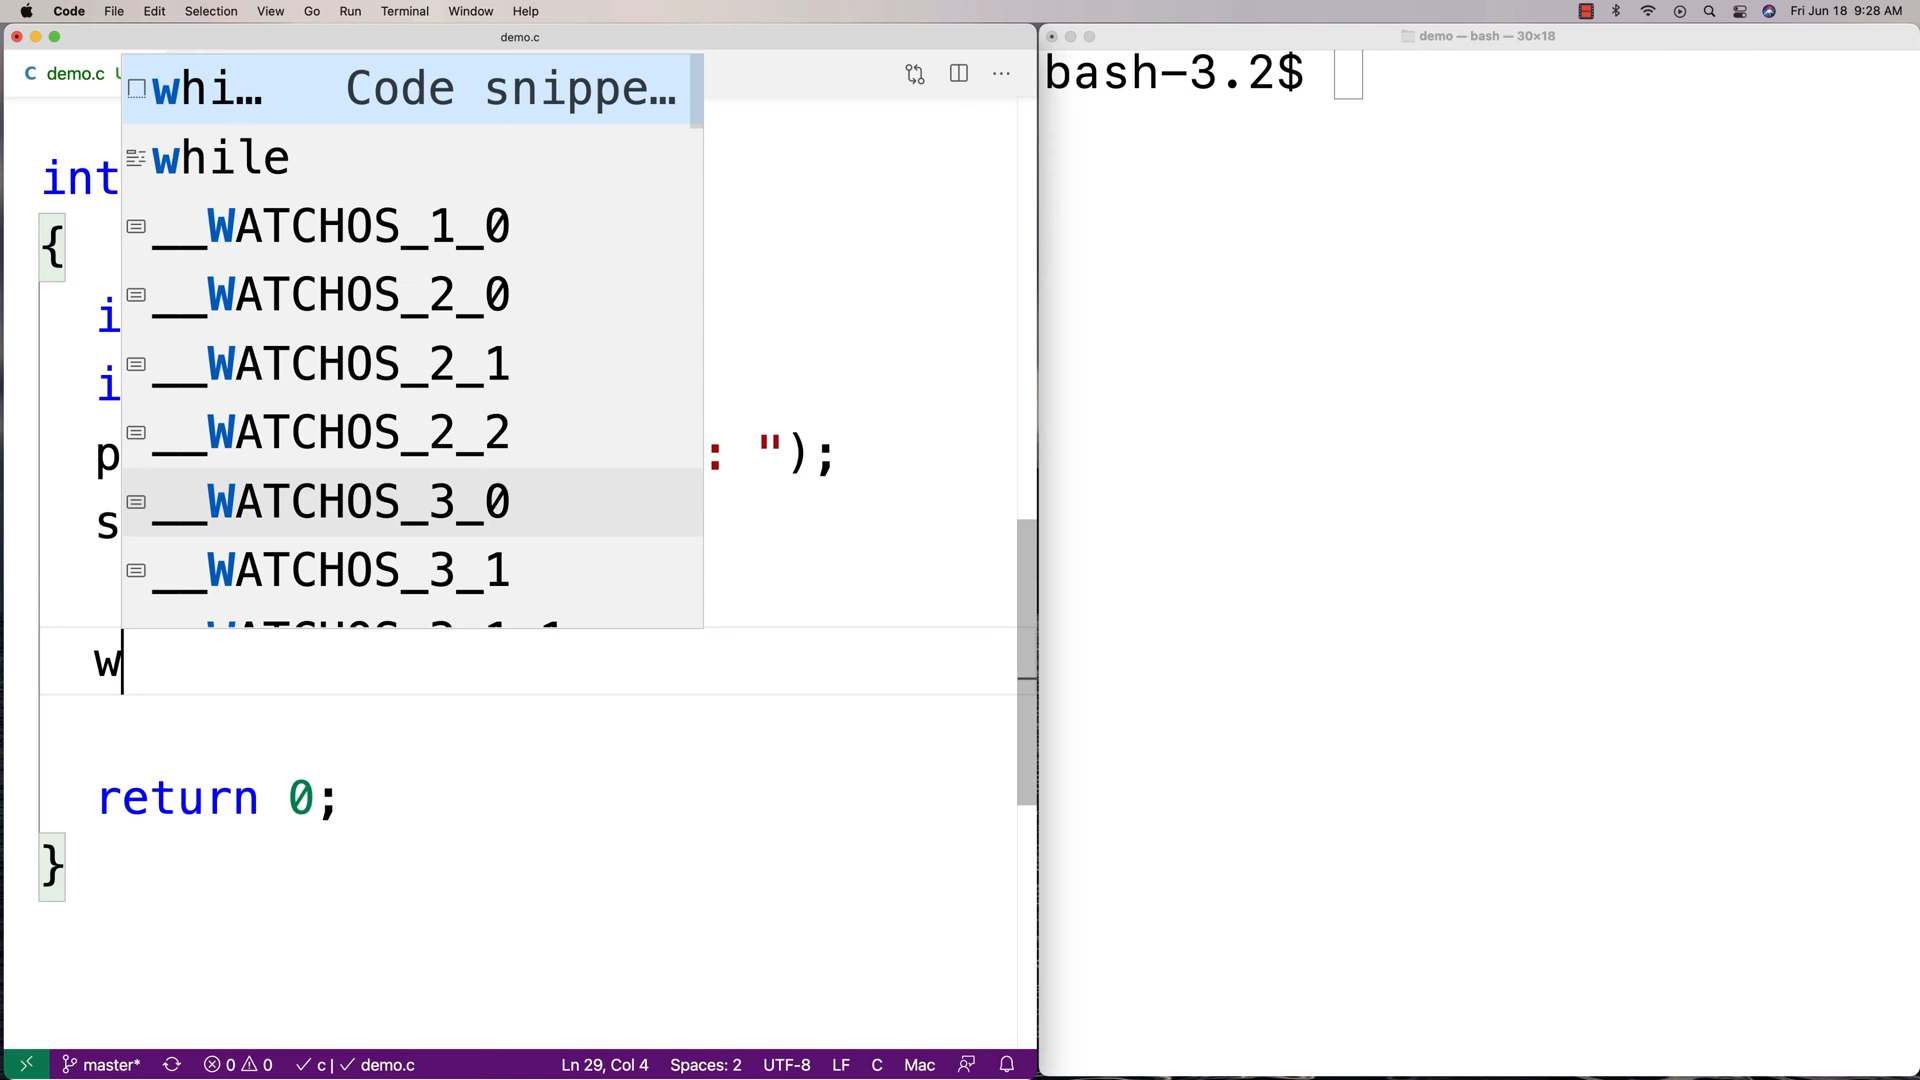 Code File Edit Selection View Go Run Terminal Window Help Fri Jun 18 9:28 AM
demo.c
demo — bash — 30×18
C demo.c
bash-3.2$
whi… Code snippe…
while
__WATCHOS_1_0
__WATCHOS_2_0
__WATCHOS_2_1
__WATCHOS_2_2
__WATCHOS_3_0
__WATCHOS_3_1
int
{
i
i
p : ");
s
w
return 0;
}
master* 0 0 c | demo.c Ln 29, Col 4 Spaces: 2 UTF-8 LF C Mac